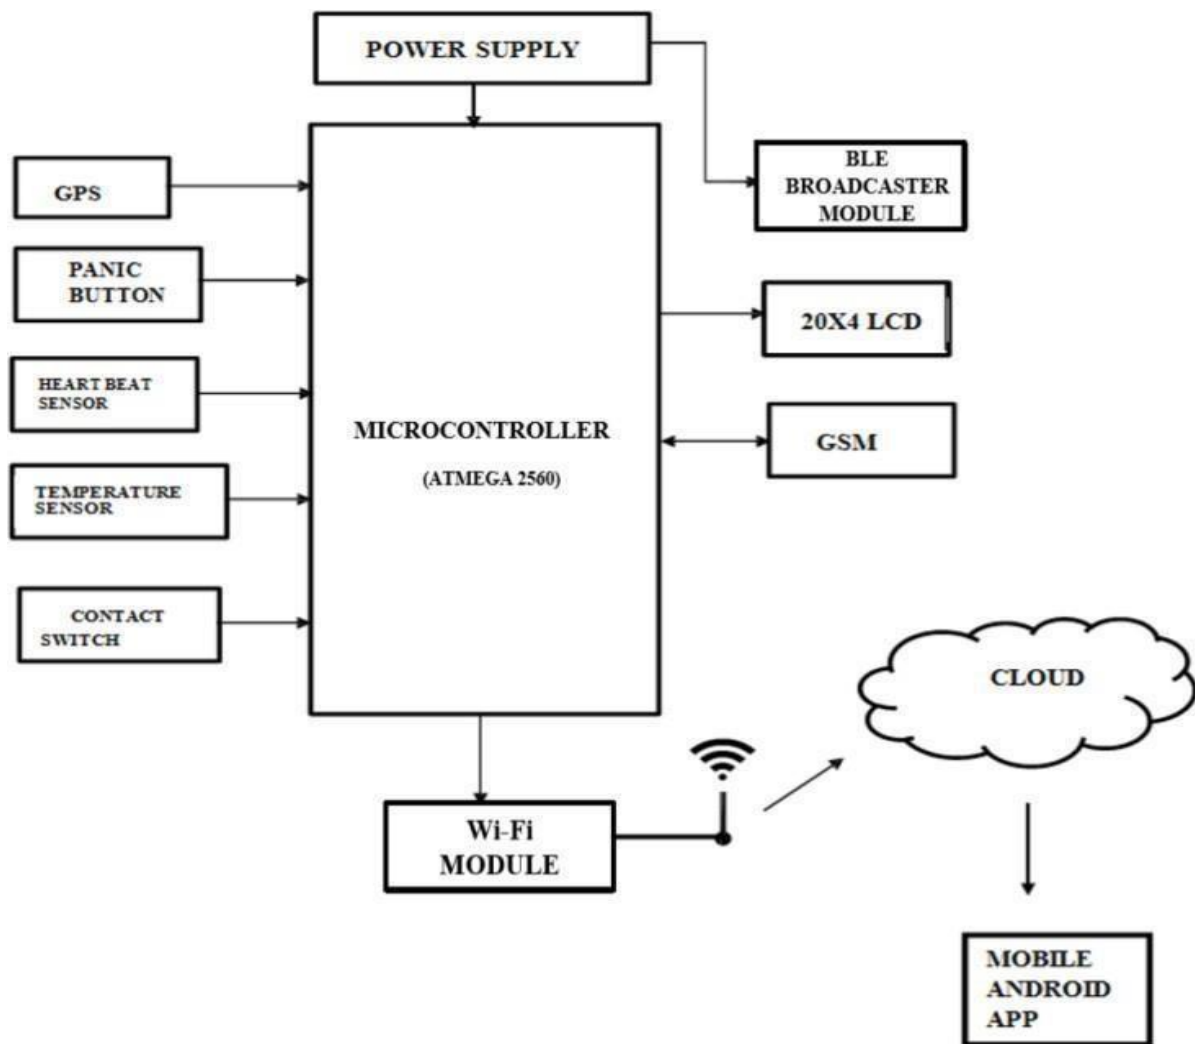 POWER SUPPLY
GPS
BLE
BROADCASTER
MODULE
PANIC
BUTTON
20X4 LCD
HEART BEAT
SENSOR
MICROCONTROLLER
(ATMEGA 2560)
GSM
TEMPERATURE
SENSOR
CONTACT
SWITCH
CLOUD
Wi-Fi
MODULE
MOBILE
ANDROID
APP